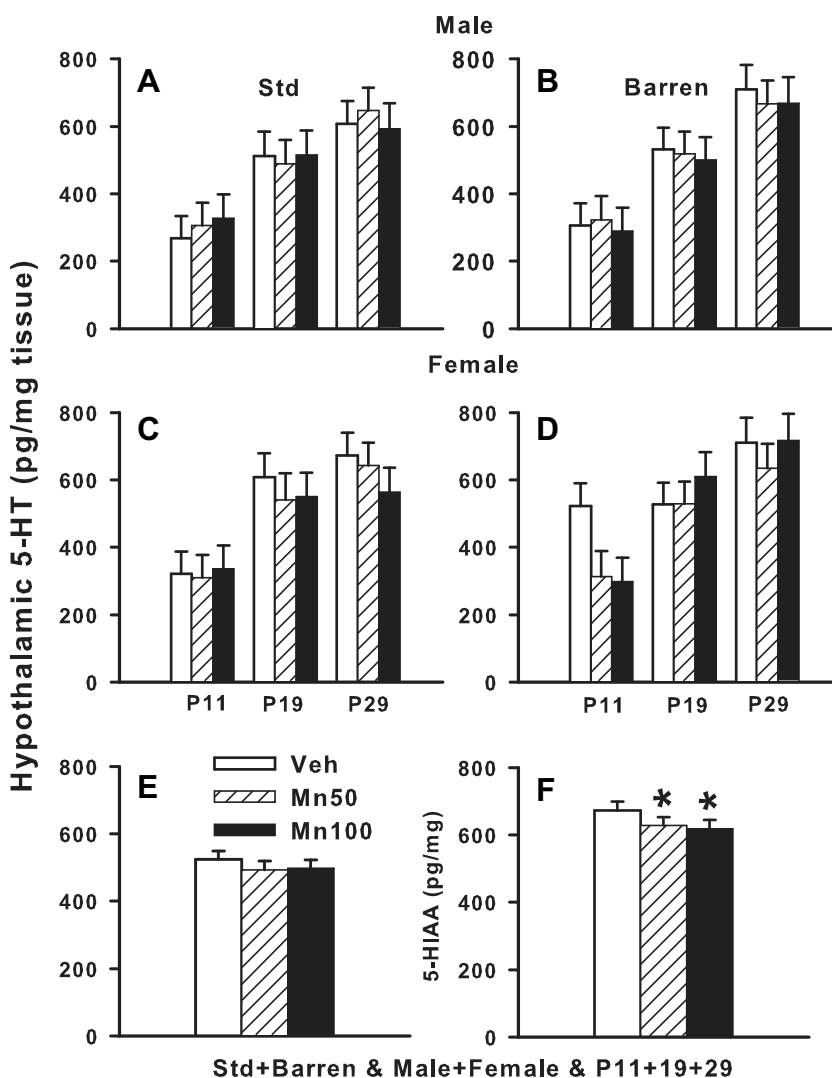 Male
A
Std
B
Barren
800
600
400
200
0
800
600
400
200
0
Female
C
D
800
600
400
200
0
P11 P19 P29
800
600
400
200
0
P11 P19 P29
Hypothalamic 5-HT (pg/mg tissue)
E
Veh
Mn50
Mn100
800
600
400
200
0
F
* *
5-HIAA (pg/mg)
800
600
400
200
0
Std+Barren & Male+Female & P11+19+29